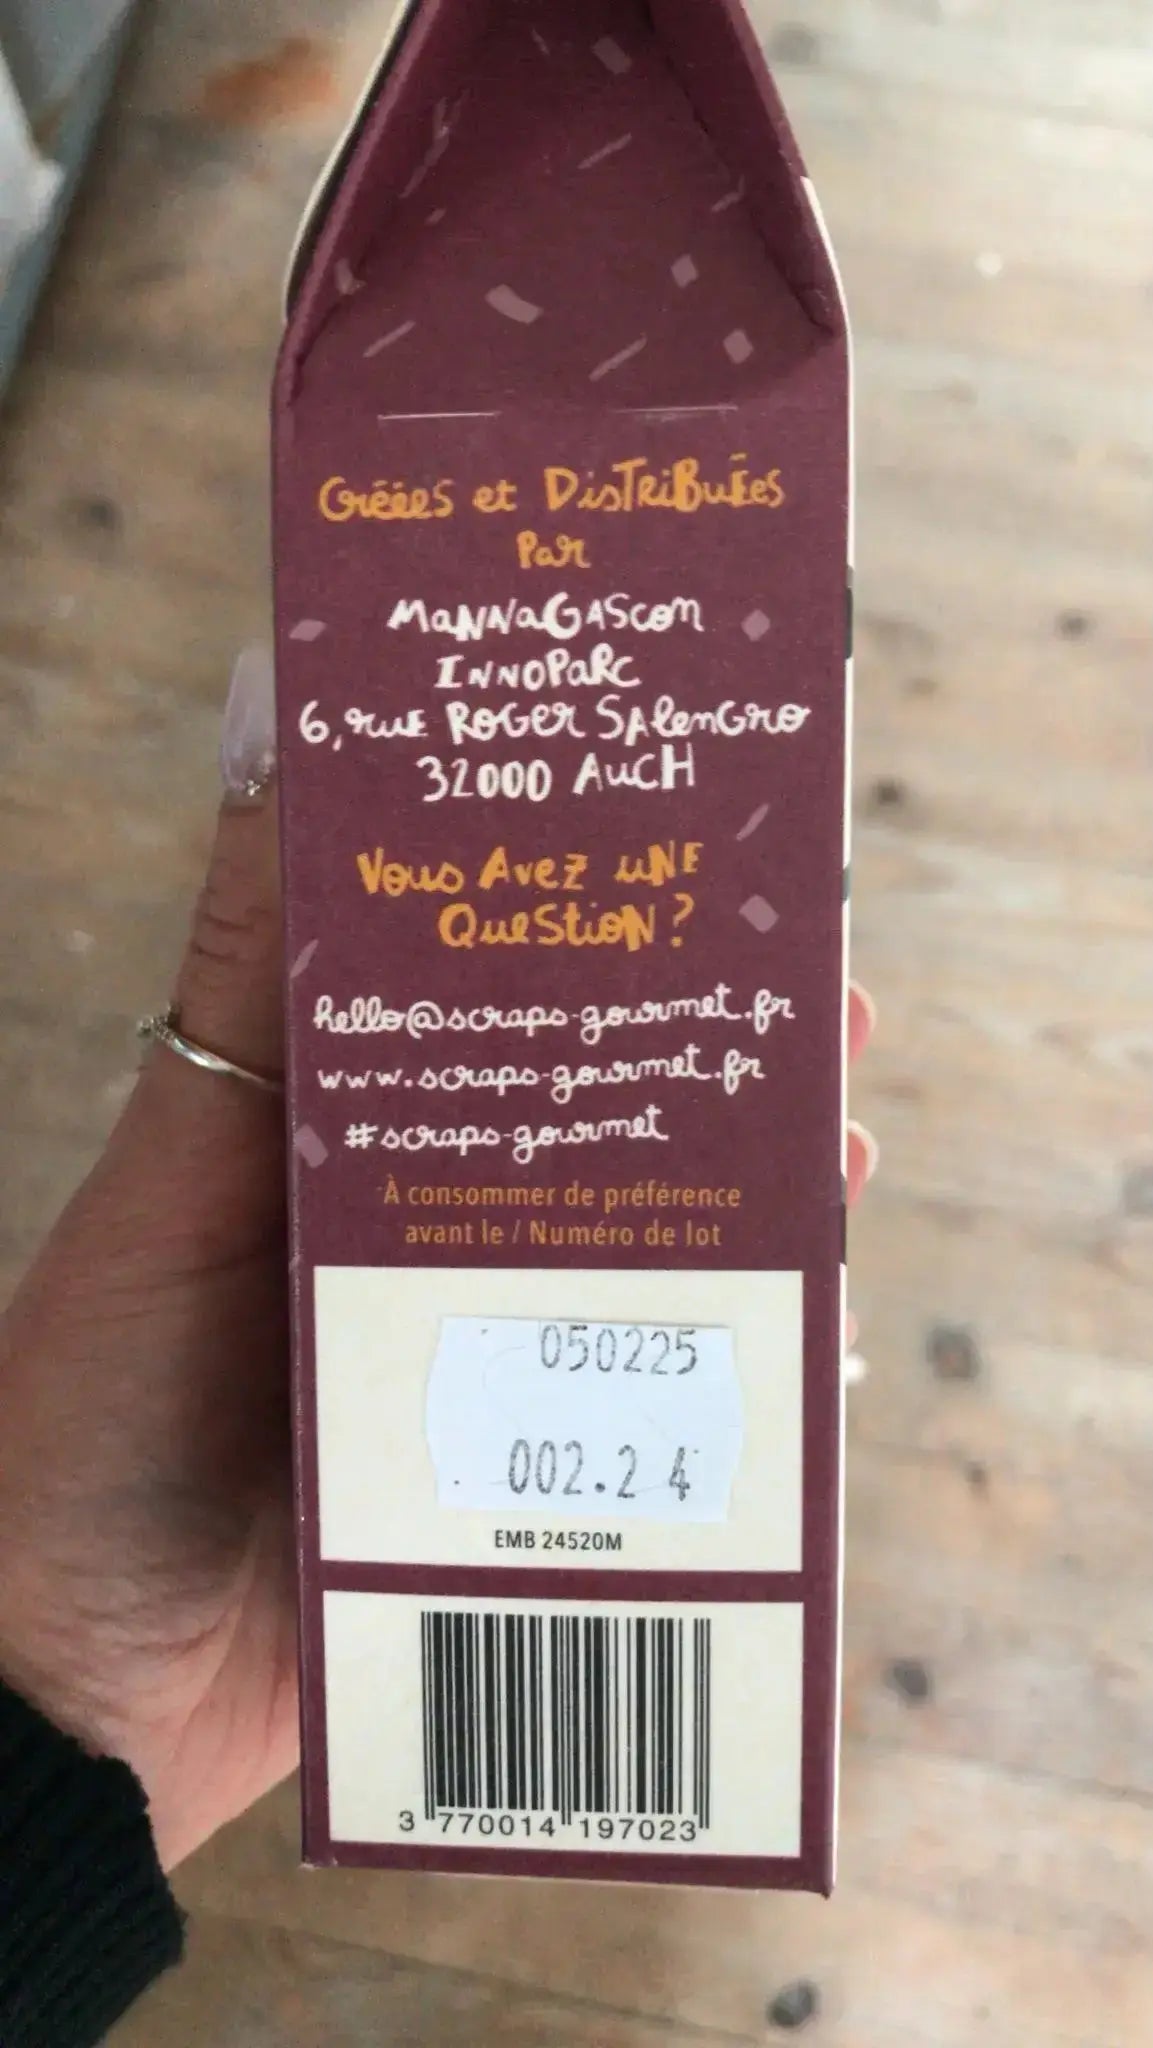 Créées et Distribuées
Par
MannaGascon
Innoparc
6, rue Roger Salengro
32000 Auch
Vous Avez une
Question ?
hello@scraps-gourmet.fr
www.scraps-gourmet.fr
#scraps-gourmet
À consommer de préférence
avant le / Numéro de lot
050225
002.24
EMB 24520M
3 770014 197023